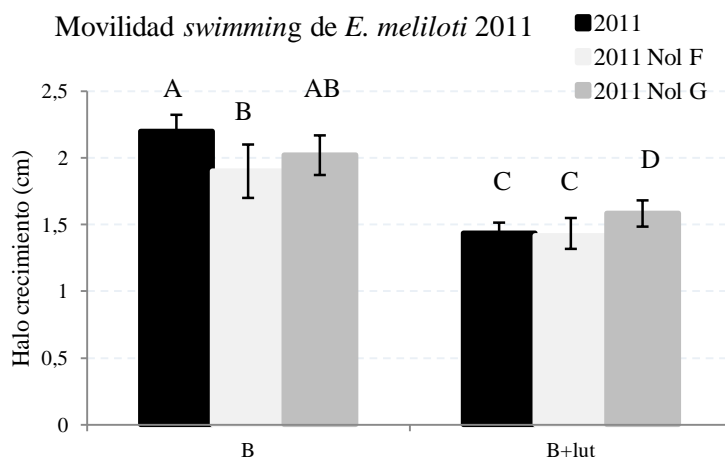 Movilidad swimming de E. meliloti 2011
2011
2011 Nol F
2011 Nol G
Halo crecimiento (cm)
2,5
2
1,5
1
0,5
0
A
B
AB
C
C
D
B
B+lut